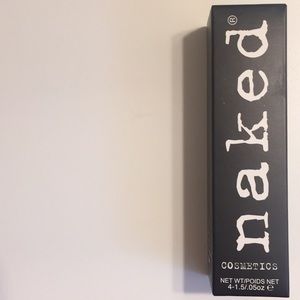 naked®
COSMETICS
NET WT/POIDS NET
4-1.5/.05oz ℮